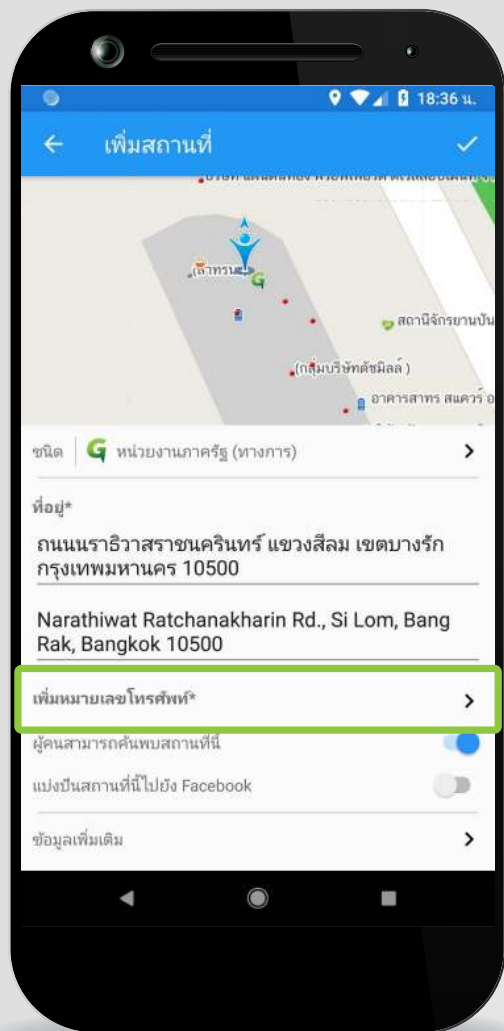 18:36 น.
เพิ่มสถานที่
สถานีจักรยานปัน
(กลุ่มบริษัทดัชมิลล์ )
อาคารสาทร สแควร์ อ
ชนิด
หน่วยงานภาครัฐ (ทางการ)
ที่อยู่*
ถนนนราธิวาสราชนครินทร์ แขวงสีลม เขตบางรัก
กรุงเทพมหานคร 10500
Narathiwat Ratchanakharin Rd., Si Lom, Bang
Rak, Bangkok 10500
เพิ่มหมายเลขโทรศัพท์*
ผู้คนสามารถค้นพบสถานที่นี้
แบ่งปันสถานที่นี้ไปยัง Facebook
ข้อมูลเพิ่มเติม